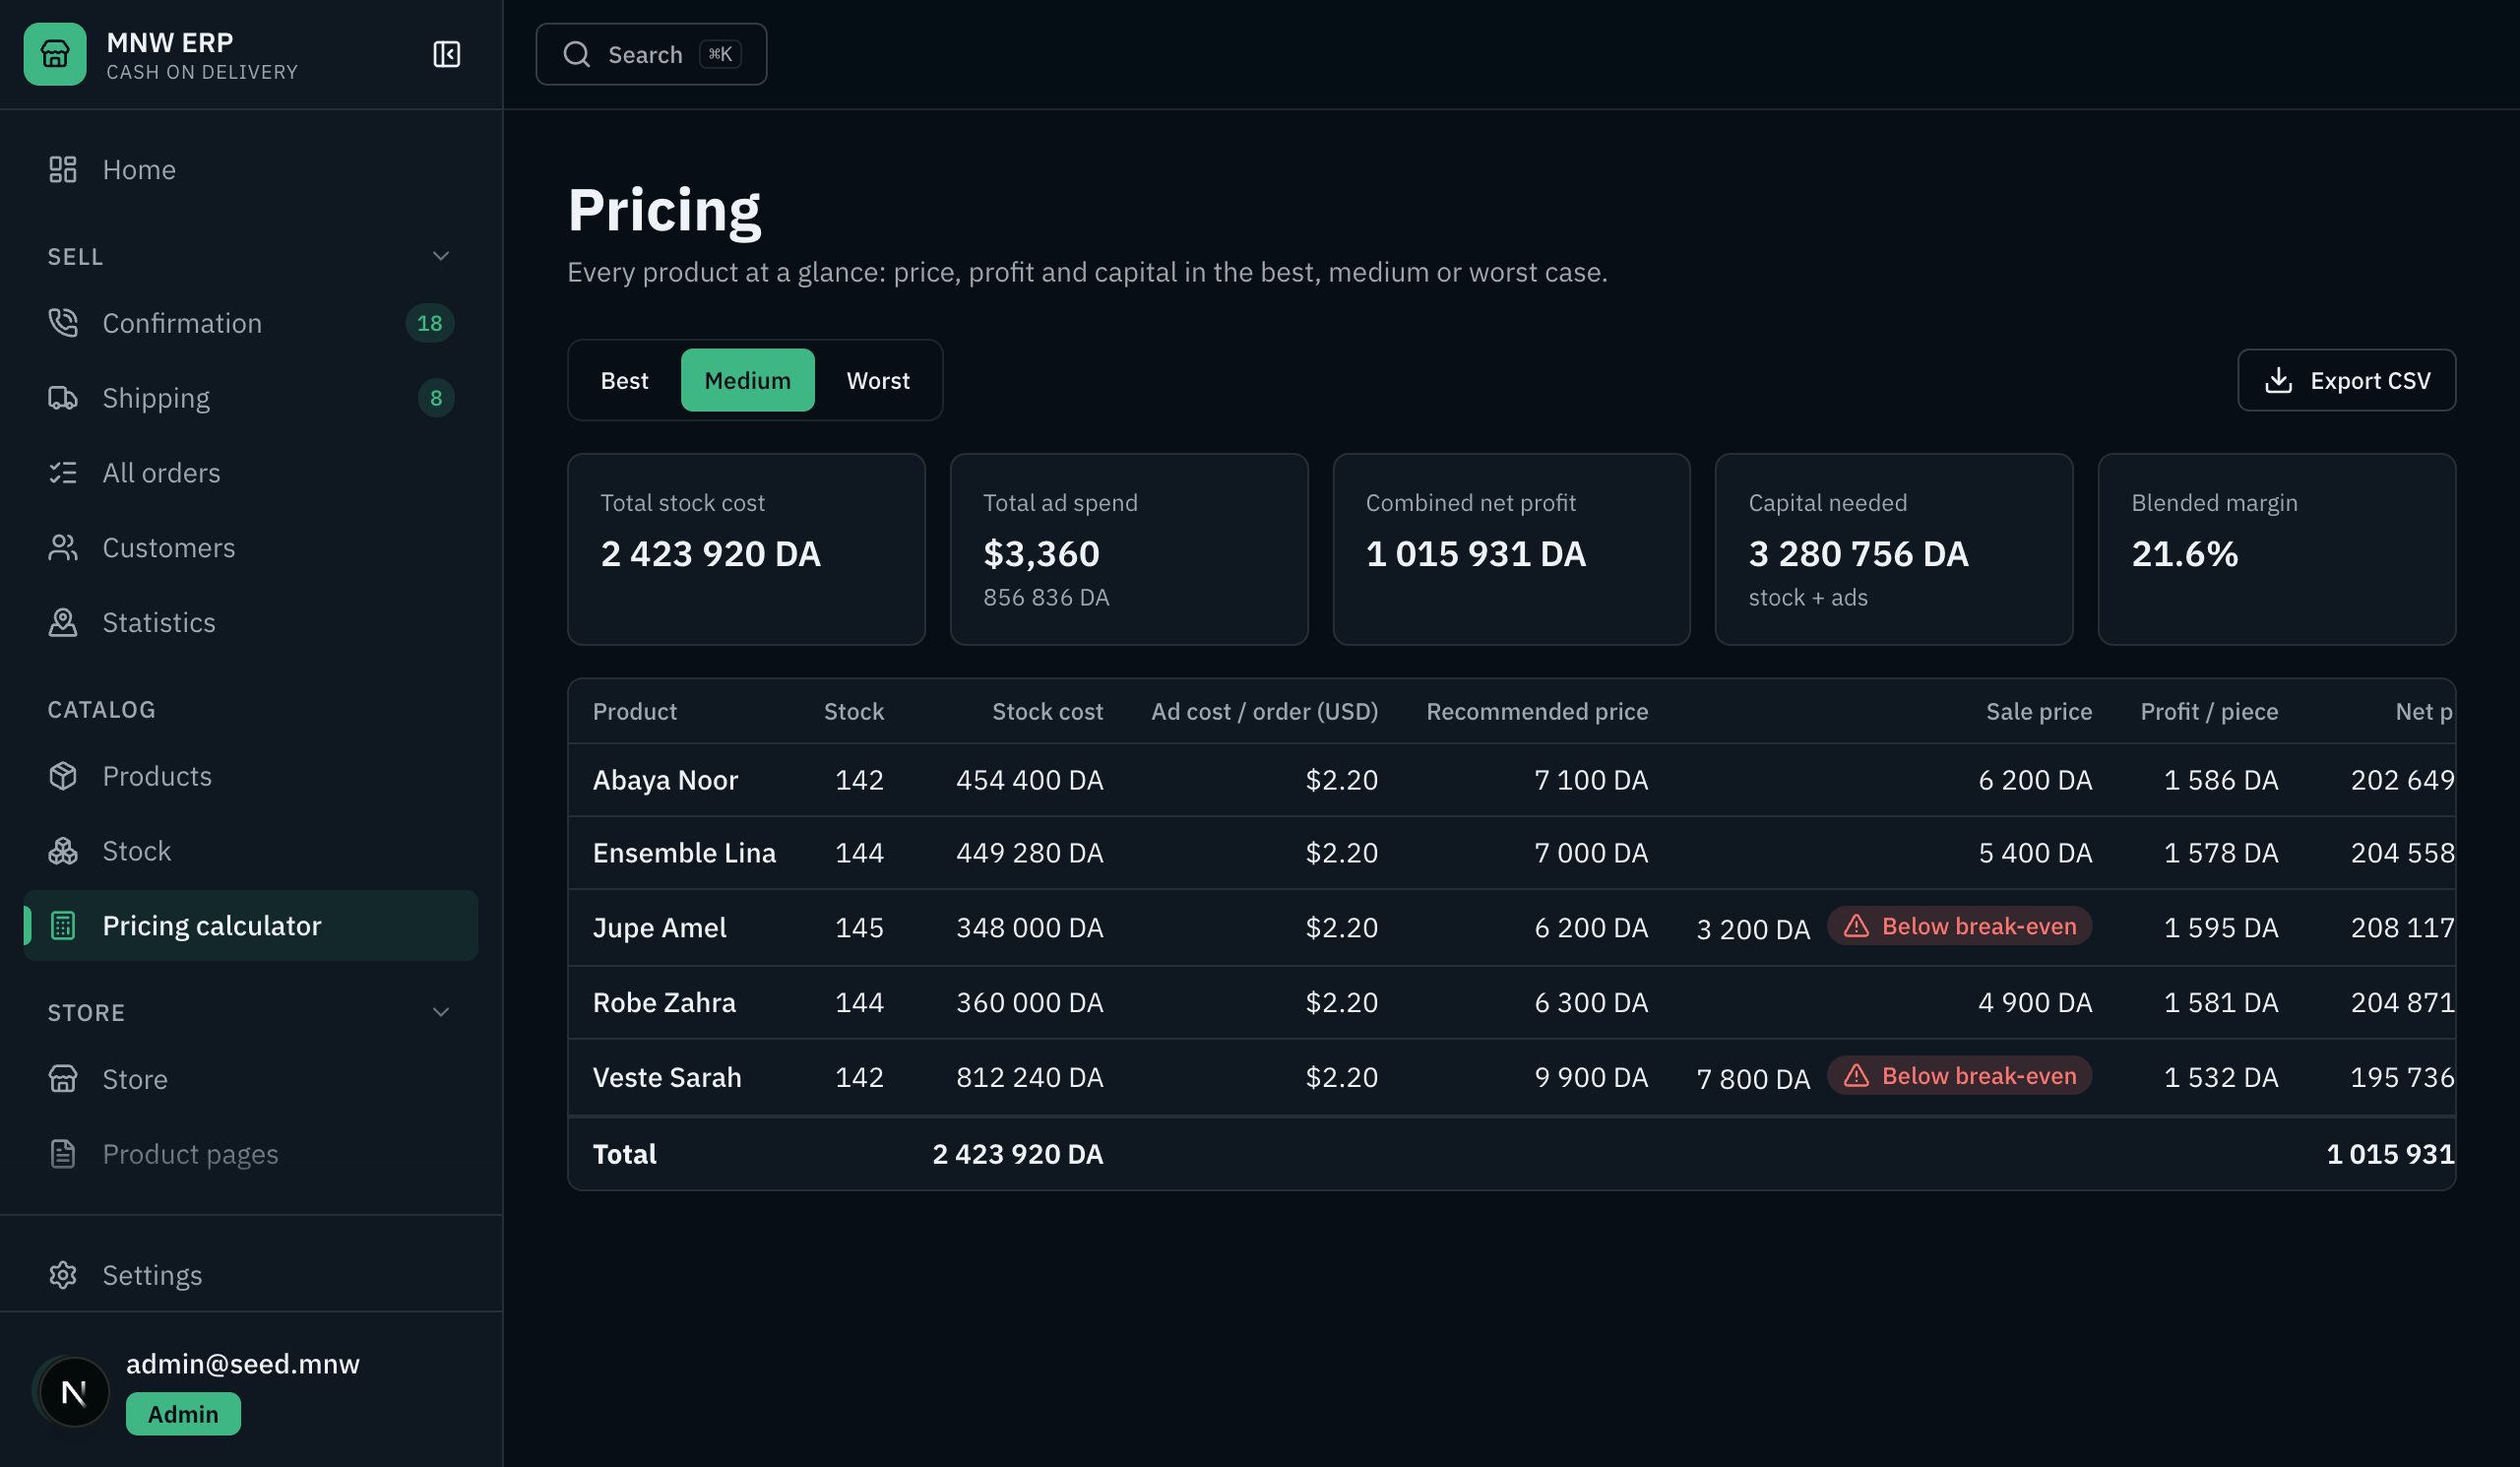 MNW ERP
CASH ON DELIVERY
Search ⌘K
Home
SELL
Confirmation 18
Shipping 8
All orders
Customers
Statistics
CATALOG
Products
Stock
Pricing calculator
STORE
Store
Product pages
Settings
N
admin@seed.mnw
Admin
Pricing
Every product at a glance: price, profit and capital in the best, medium or worst case.
Best Medium Worst
Export CSV
Total stock cost
2 423 920 DA
Total ad spend
$3,360
856 836 DA
Combined net profit
1 015 931 DA
Capital needed
3 280 756 DA
stock + ads
Blended margin
21.6%
Product Stock Stock cost Ad cost / order (USD) Recommended price Sale price Profit / piece Net p
Abaya Noor 142 454 400 DA $2.20 7 100 DA 6 200 DA 1 586 DA 202 649
Ensemble Lina 144 449 280 DA $2.20 7 000 DA 5 400 DA 1 578 DA 204 558
Jupe Amel 145 348 000 DA $2.20 6 200 DA 3 200 DA Below break-even 1 595 DA 208 117
Robe Zahra 144 360 000 DA $2.20 6 300 DA 4 900 DA 1 581 DA 204 871
Veste Sarah 142 812 240 DA $2.20 9 900 DA 7 800 DA Below break-even 1 532 DA 195 736
Total 2 423 920 DA 1 015 931